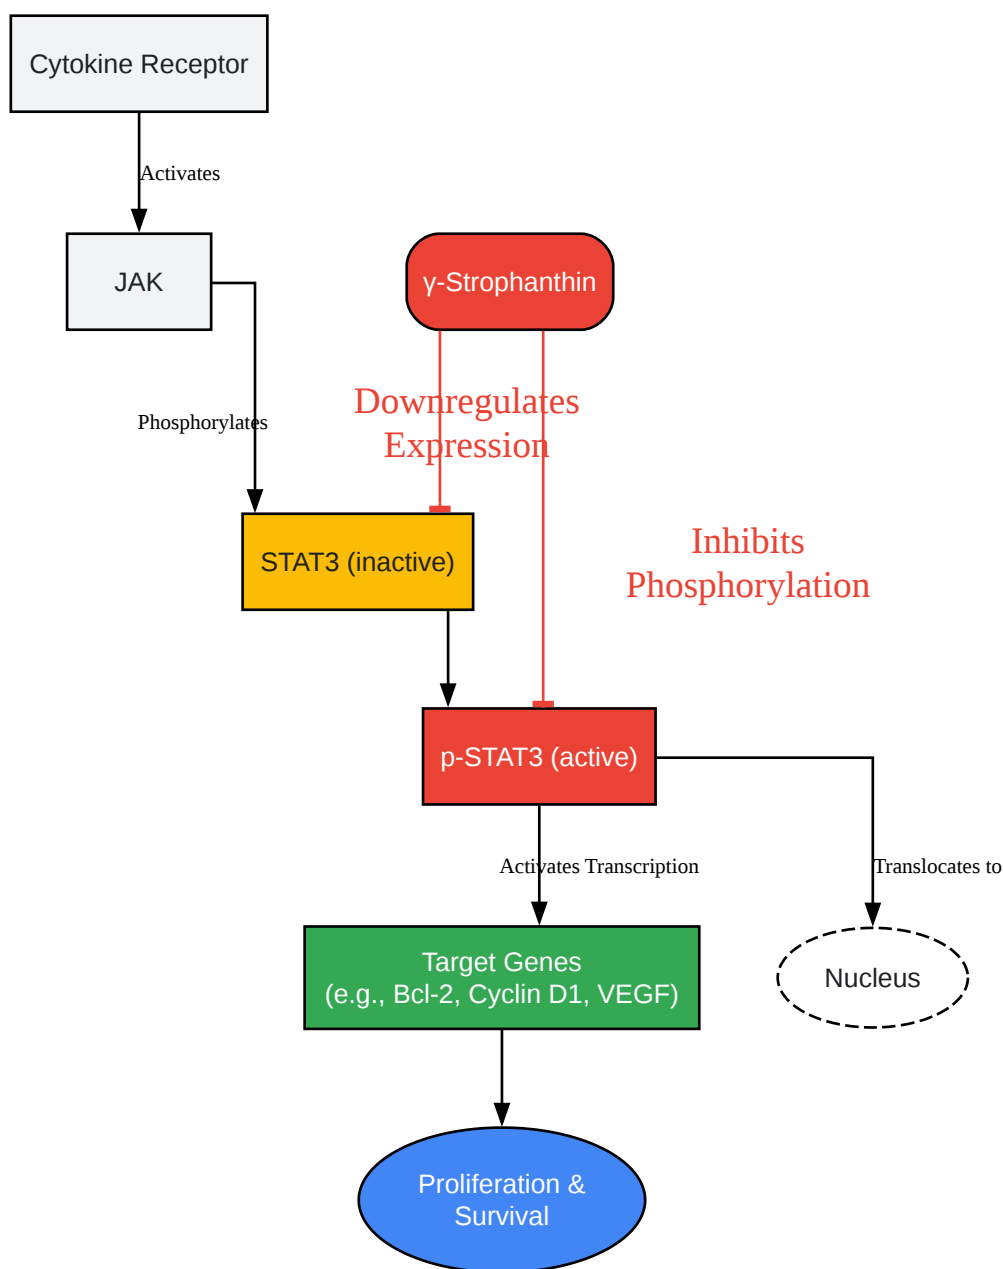 Cytokine Receptor
Activates
JAK
γ-Strophanthin
Downregulates
Expression
Phosphorylates
Inhibits
Phosphorylation
STAT3 (inactive)
p-STAT3 (active)
Activates Transcription
Translocates to
Target Genes
(e.g., Bcl-2, Cyclin D1, VEGF)
Nucleus
Proliferation &
Survival